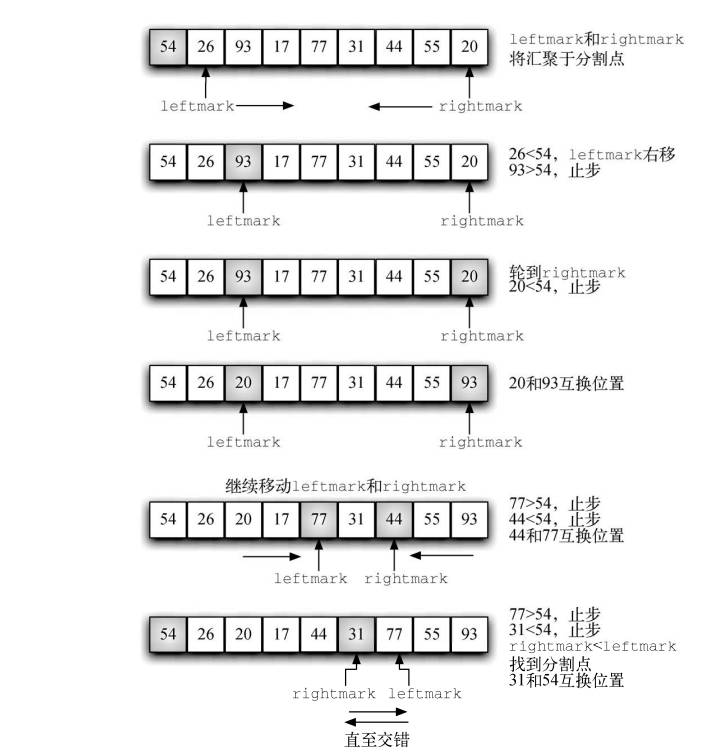 54 26 93 17 77 31 44 55 20
leftmark和rightmark
将汇聚于分割点
leftmark rightmark
54 26 93 17 77 31 44 55 20
26<54，leftmark右移
93>54，止步
leftmark rightmark
54 26 93 17 77 31 44 55 20
轮到rightmark
20<54，止步
leftmark rightmark
54 26 20 17 77 31 44 55 93
20和93互换位置
leftmark rightmark
继续移动leftmark和rightmark
54 26 20 17 77 31 44 55 93
77>54，止步
44<54，止步
44和77互换位置
leftmark rightmark
54 26 20 17 44 31 77 55 93
77>54，止步
31<54，止步
rightmark<leftmark
找到分割点
31和54互换位置
rightmark leftmark
直至交错